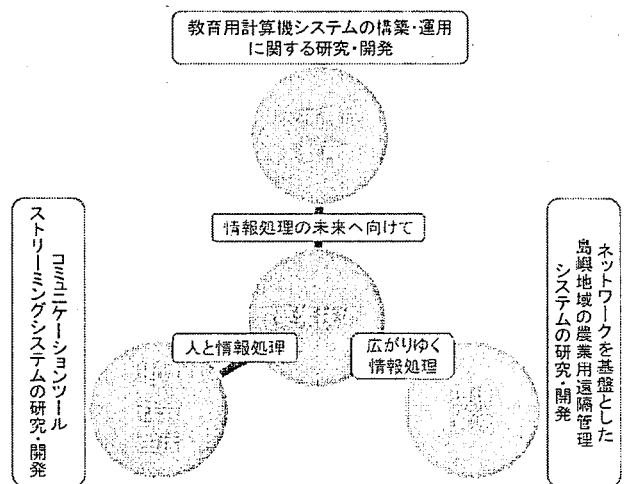 教育用計算機システムの構築・運用
に関する研究・開発
情報処理の未来へ向けて
人と情報処理
広がりゆく
情報処理
コミュニケーションツール
ストリーミングシステムの研究・開発
ネットワークを基盤とした
島嶼地域の農業用遠隔管理
システムの研究・開発